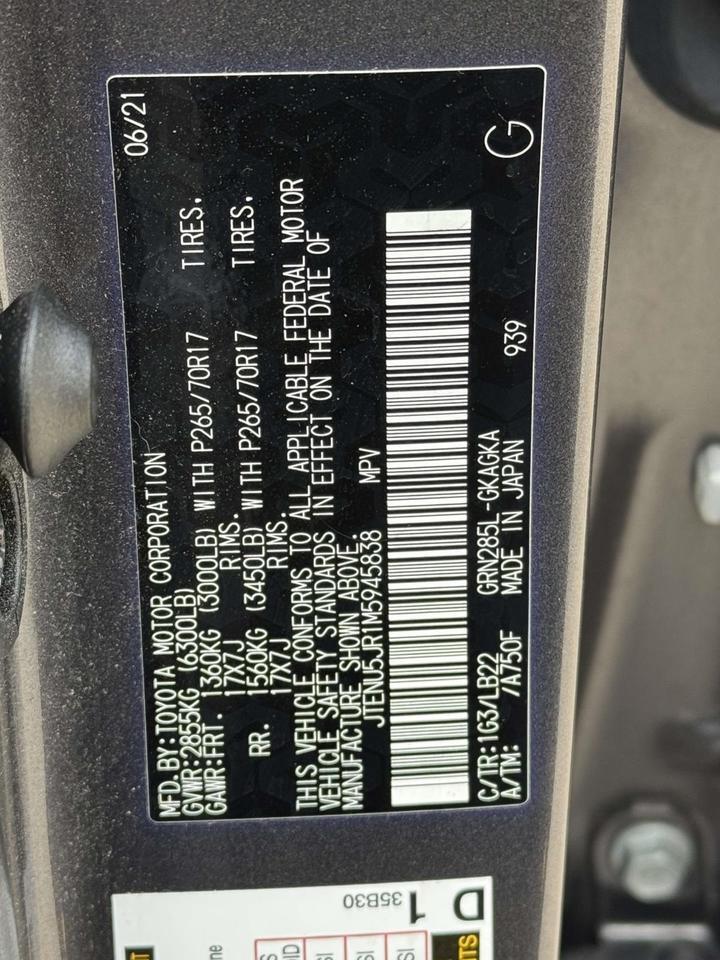 MFD.BY:TOYOTA MOTOR CORPORATION 06/21
GVWR:2855KG (6300LB)
GAWR:FRT. 1360KG (3000LB) WITH P265/70R17 TIRES.
17X7J RIMS.
RR. 1560KG (3450LB) WITH P265/70R17 TIRES.
17X7J RIMS.
THIS VEHICLE CONFORMS TO ALL APPLICABLE FEDERAL MOTOR
VEHICLE SAFETY STANDARDS IN EFFECT ON THE DATE OF
MANUFACTURE SHOWN ABOVE.
JTENU5JR1M5945838 MPV
C/TR:1G3/LB22 GRN285L-GKAGKA
A/TM: /A750F MADE IN JAPAN 939 G
35B30
D 1